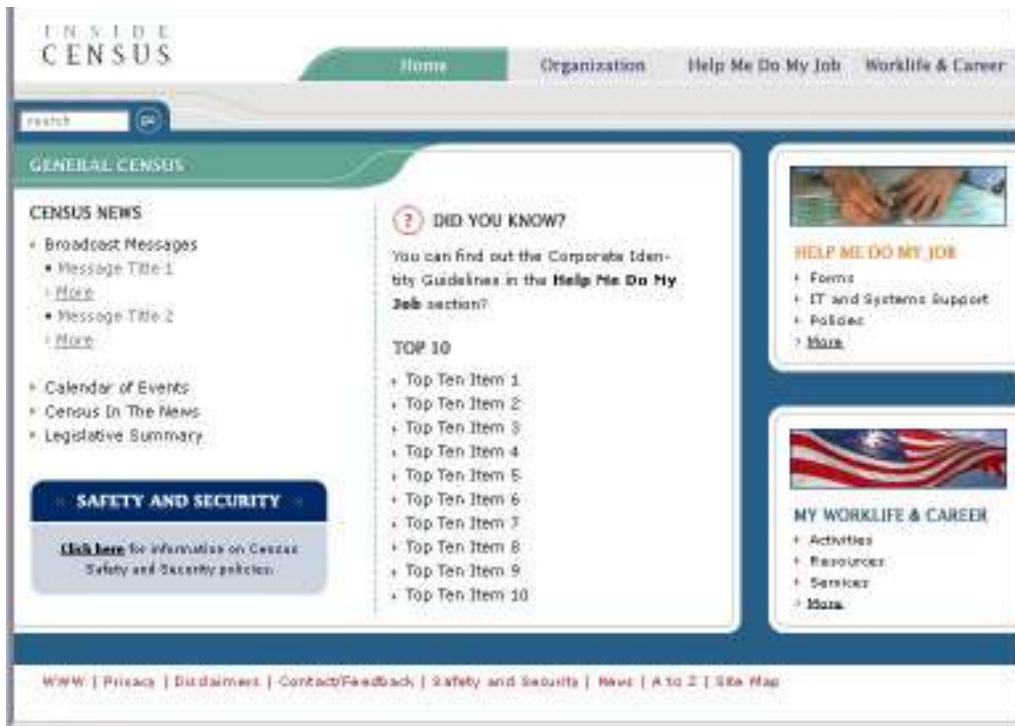 INSIDE
CENSUS
Home
Organization
Help Me Do My Job
Worklife & Career
search
GO
GENERAL CENSUS
CENSUS NEWS
Broadcast Messages
Message Title 1
More
Message Title 2
More
Calendar of Events
Census In The News
Legislative Summary
SAFETY AND SECURITY
Click here for information on Census
Safety and Security policies.
? DID YOU KNOW?
You can find out the Corporate Iden-
tity Guidelines in the Help Me Do My
Job section?
TOP 10
Top Ten Item 1
Top Ten Item 2
Top Ten Item 3
Top Ten Item 4
Top Ten Item 5
Top Ten Item 6
Top Ten Item 7
Top Ten Item 8
Top Ten Item 9
Top Ten Item 10
HELP ME DO MY JOB
Forms
IT and Systems Support
Policies
More
MY WORKLIFE & CAREER
Activities
Resources
Services
More
WWW | Privacy | Disclaimers | Contact/Feedback | Safety and Security | News | A to Z | Site Map